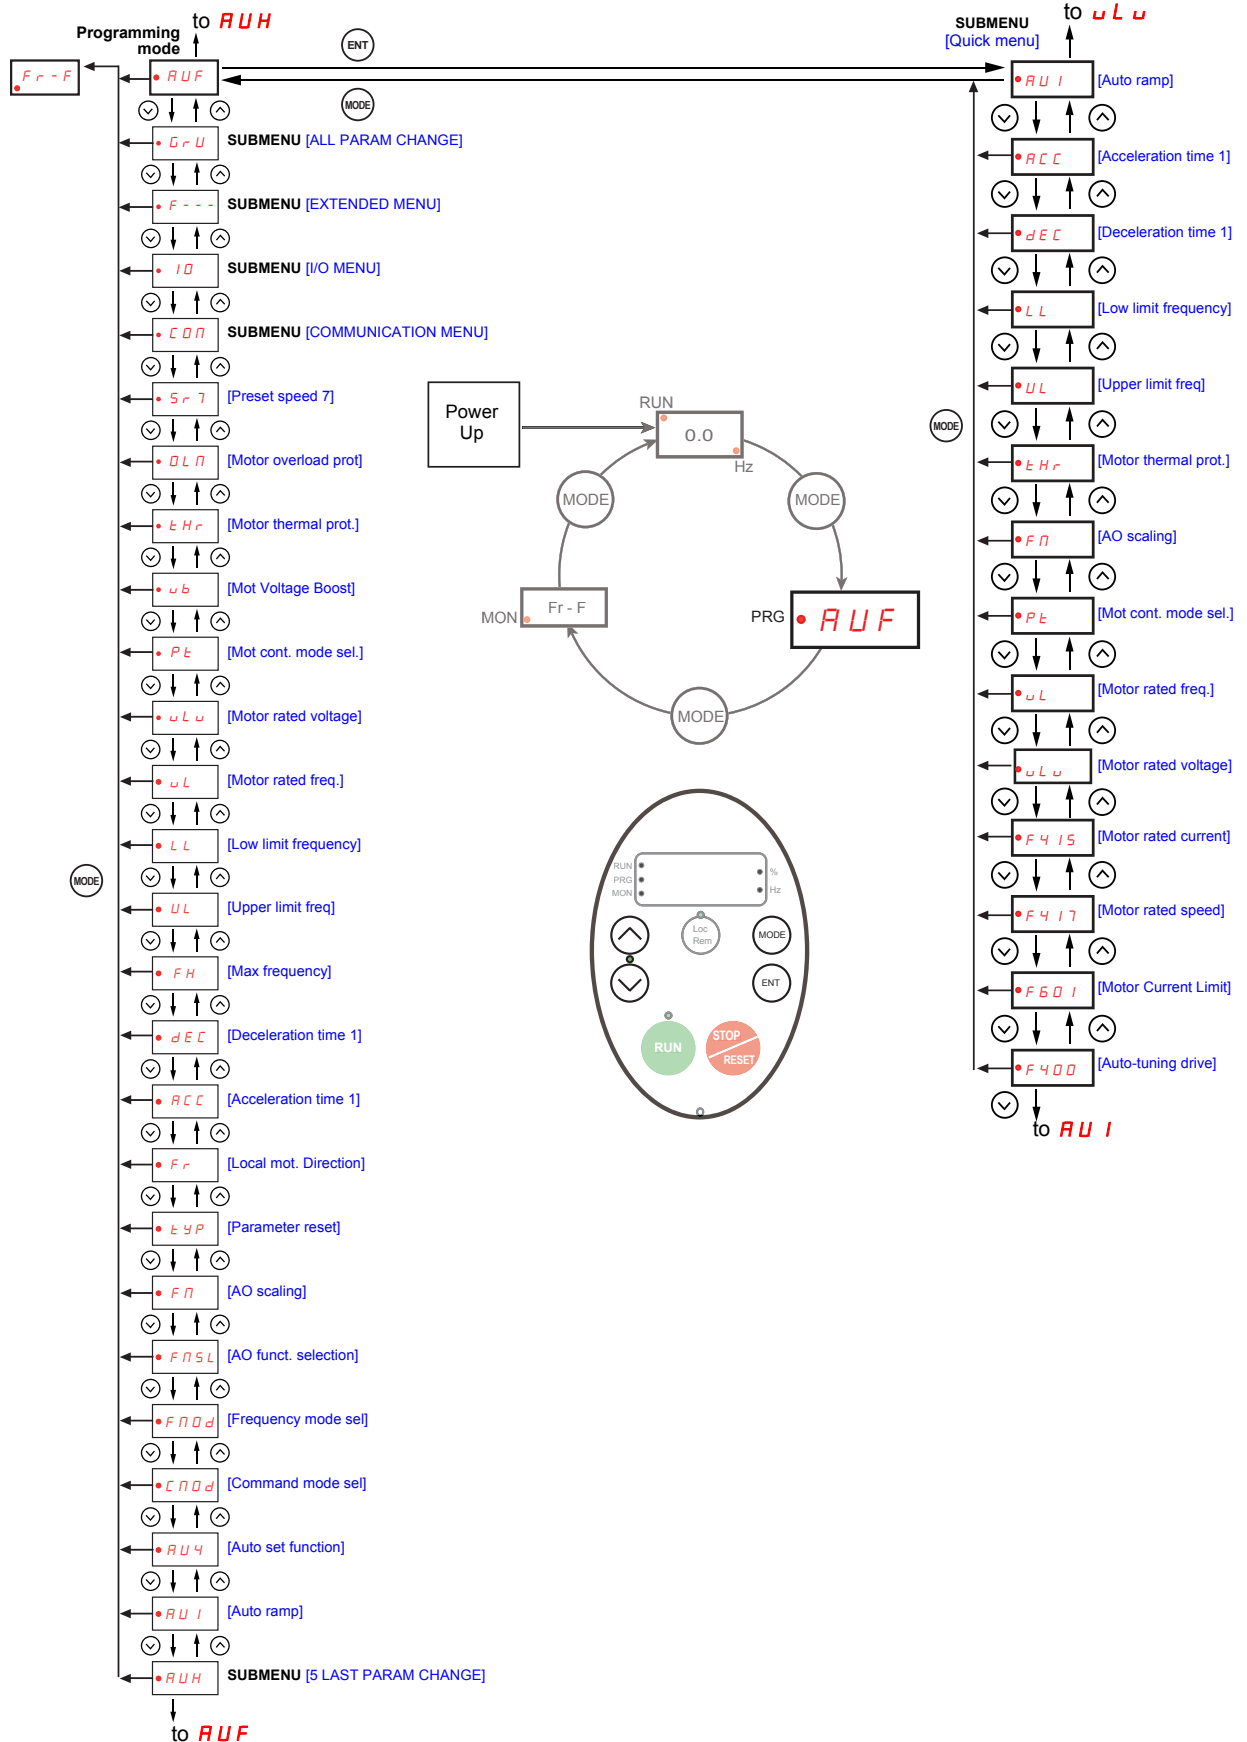 to AUH
Programming
mode
Fr-F
AUF
ENT
MODE
SUBMENU
[Quick menu]
to uLu
AU1 [Auto ramp]
GrU SUBMENU [ALL PARAM CHANGE]
F--- SUBMENU [EXTENDED MENU]
IO SUBMENU [I/O MENU]
COM SUBMENU [COMMUNICATION MENU]
Sr7 [Preset speed 7]
OLM [Motor overload prot]
tHr [Motor thermal prot.]
ub [Mot Voltage Boost]
Pt [Mot cont. mode sel.]
uLu [Motor rated voltage]
uL [Motor rated freq.]
LL [Low limit frequency]
MODE
UL [Upper limit freq]
FH [Max frequency]
dEC [Deceleration time 1]
ACC [Acceleration time 1]
Fr [Local mot. Direction]
tYP [Parameter reset]
FM [AO scaling]
FMSL [AO funct. selection]
FMOd [Frequency mode sel]
CMOd [Command mode sel]
AU4 [Auto set function]
AU1 [Auto ramp]
AUH SUBMENU [5 LAST PARAM CHANGE]
to AUF
Power
Up
RUN
0.0
Hz
MODE
MODE
MON
Fr - F
PRG
AUF
MODE
RUN
PRG
MON
%
Hz
Loc
Rem
MODE
ENT
RUN
STOP
RESET
ACC [Acceleration time 1]
dEC [Deceleration time 1]
LL [Low limit frequency]
UL [Upper limit freq]
MODE
tHr [Motor thermal prot.]
FM [AO scaling]
Pt [Mot cont. mode sel.]
uL [Motor rated freq.]
uLu [Motor rated voltage]
F415 [Motor rated current]
F417 [Motor rated speed]
F601 [Motor Current Limit]
F400 [Auto-tuning drive]
to AU1